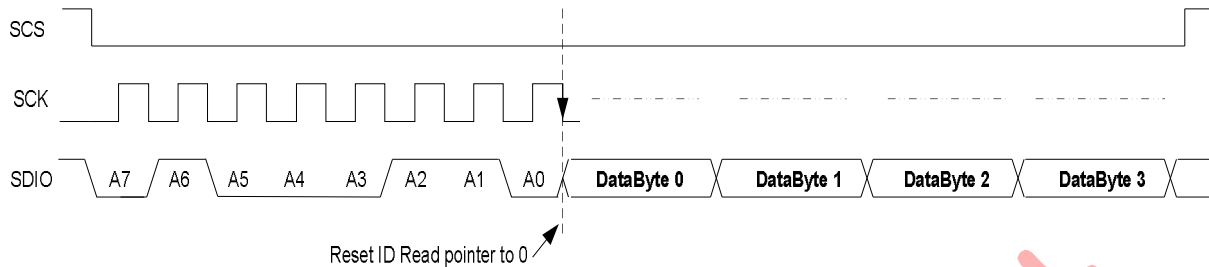 SCS
SCK
SDIO A7 A6 A5 A4 A3 A2 A1 A0 DataByte 0 DataByte 1 DataByte 2 DataByte 3
Reset ID Read pointer to 0